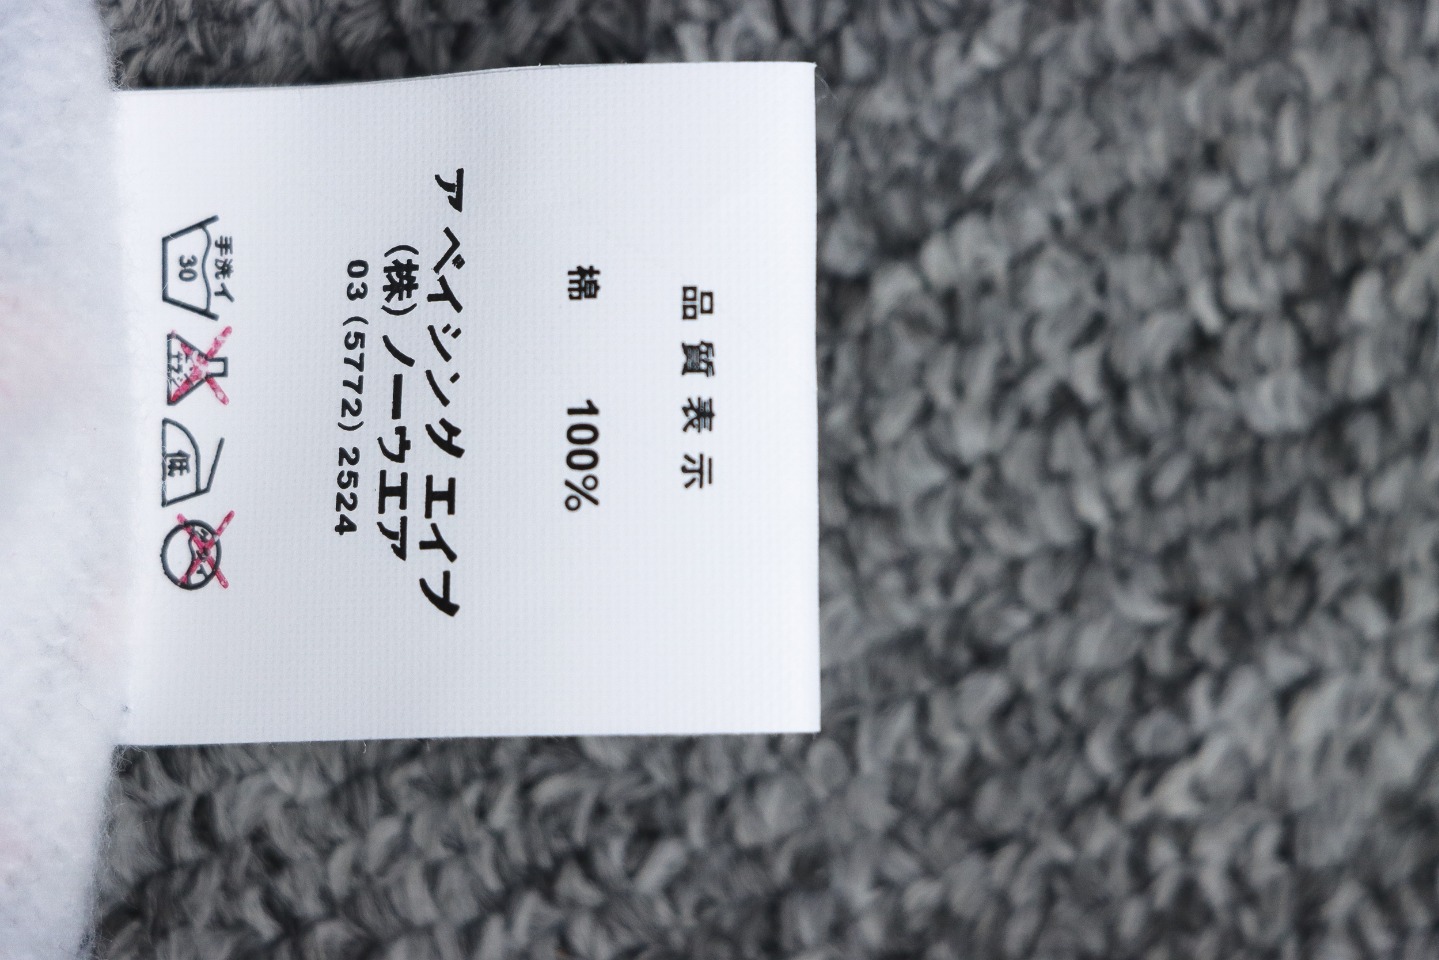 品質表示
棉 100%
ア ベイシング エイプ
(株)ノーウエア
03 (5772) 2524
手洗イ
30
低